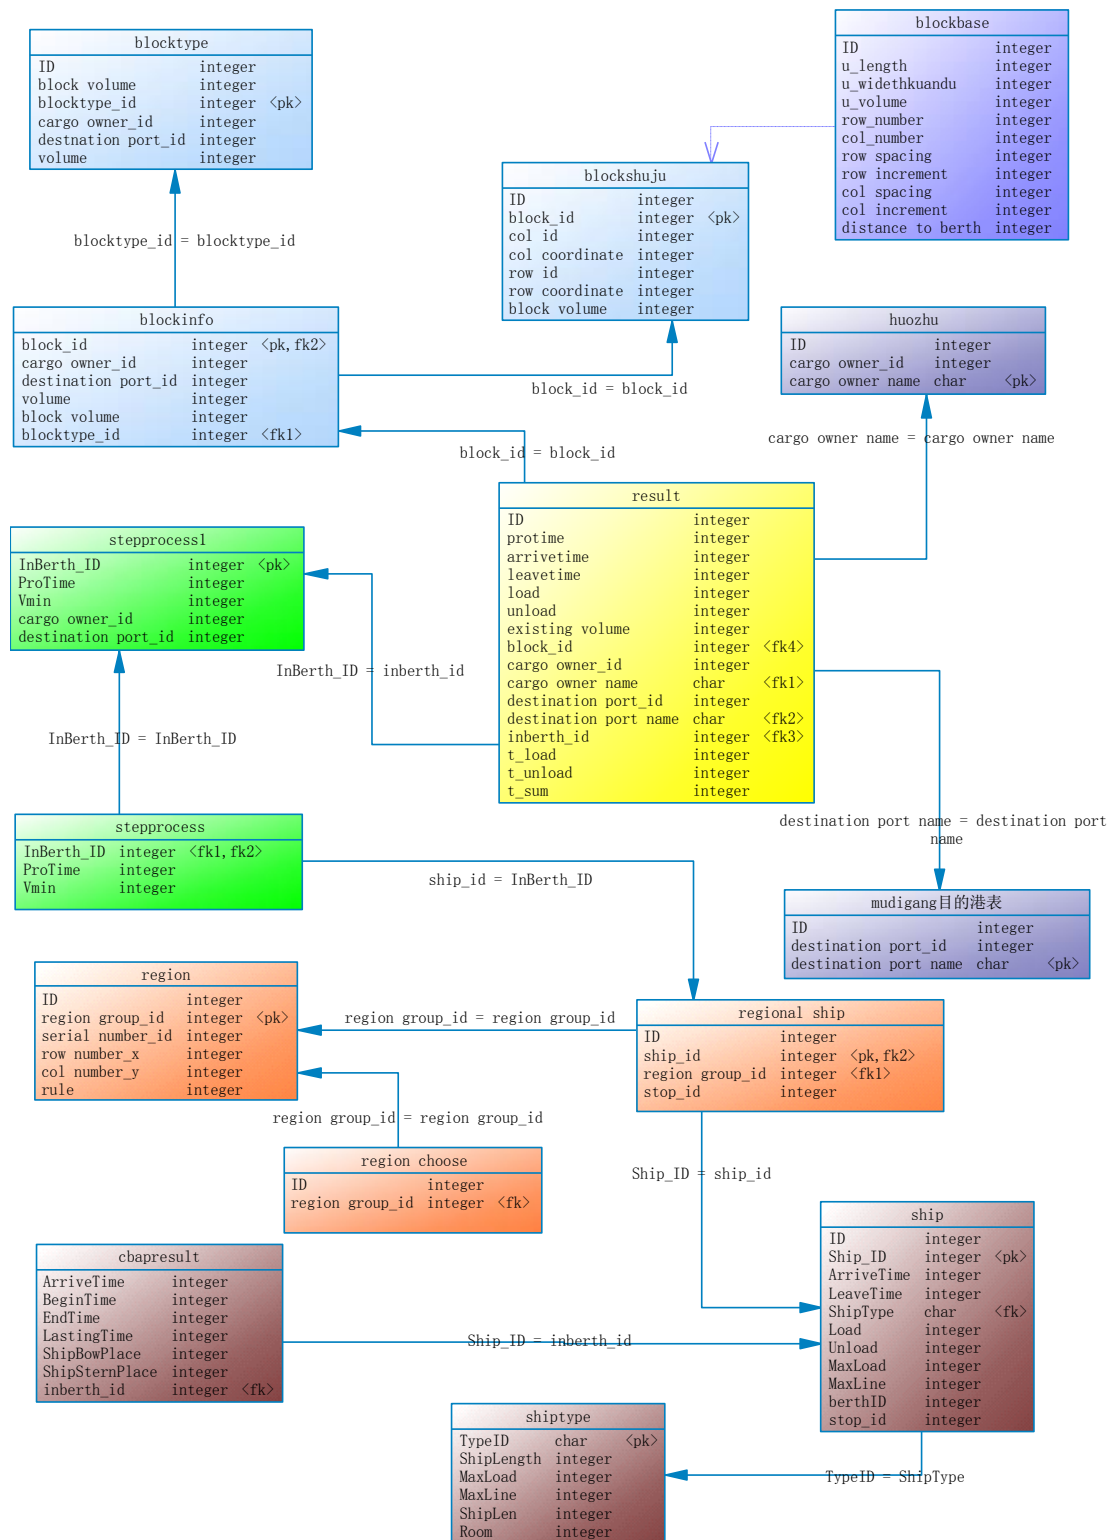 blocktype
ID integer
block volume integer
blocktype_id integer <pk>
cargo owner_id integer
destnation port_id integer
volume integer
blockbase
ID integer
u_length integer
u_widethkuandu integer
u_volume integer
row_number integer
col_number integer
row spacing integer
row increment integer
col spacing integer
col increment integer
distance to berth integer
blockshuju
ID integer
block_id integer <pk>
col id integer
col coordinate integer
row id integer
row coordinate integer
block volume integer
blocktype_id = blocktype_id
blockinfo
block_id integer <pk,fk2>
cargo owner_id integer
destination port_id integer
volume integer
block volume integer
blocktype_id integer <fk1>
block_id = block_id
huozhu
ID integer
cargo owner_id integer
cargo owner name char <pk>
cargo owner name = cargo owner name
block_id = block_id
result
ID integer
protime integer
arrivetime integer
leavetime integer
load integer
unload integer
existing volume integer
block_id integer <fk4>
cargo owner_id integer
cargo owner name char <fk1>
destination port_id integer
destination port name char <fk2>
inberth_id integer <fk3>
t_load integer
t_unload integer
t_sum integer
stepprocess1
InBerth_ID integer <pk>
ProTime integer
Vmin integer
cargo owner_id integer
destination port_id integer
InBerth_ID = inberth_id
InBerth_ID = InBerth_ID
stepprocess
InBerth_ID integer <fk1,fk2>
ProTime integer
Vmin integer
destination port name = destination port
name
ship_id = InBerth_ID
mudigang目的港表
ID integer
destination port_id integer
destination port name char <pk>
region
ID integer
region group_id integer <pk>
serial number_id integer
row number_x integer
col number_y integer
rule integer
region group_id = region group_id
regional ship
ID integer
ship_id integer <pk,fk2>
region group_id integer <fk1>
stop_id integer
region group_id = region group_id
region choose
ID integer
region group_id integer <fk>
Ship_ID = ship_id
ship
ID integer
Ship_ID integer <pk>
ArriveTime integer
LeaveTime integer
ShipType char <fk>
Load integer
Unload integer
MaxLoad integer
MaxLine integer
berthID integer
stop_id integer
cbapresult
ArriveTime integer
BeginTime integer
EndTime integer
LastingTime integer
ShipBowPlace integer
ShipSternPlace integer
inberth_id integer <fk>
Ship_ID = inberth_id
shiptype
TypeID char <pk>
ShipLength integer
MaxLoad integer
MaxLine integer
ShipLen integer
Room integer
TypeID = ShipType